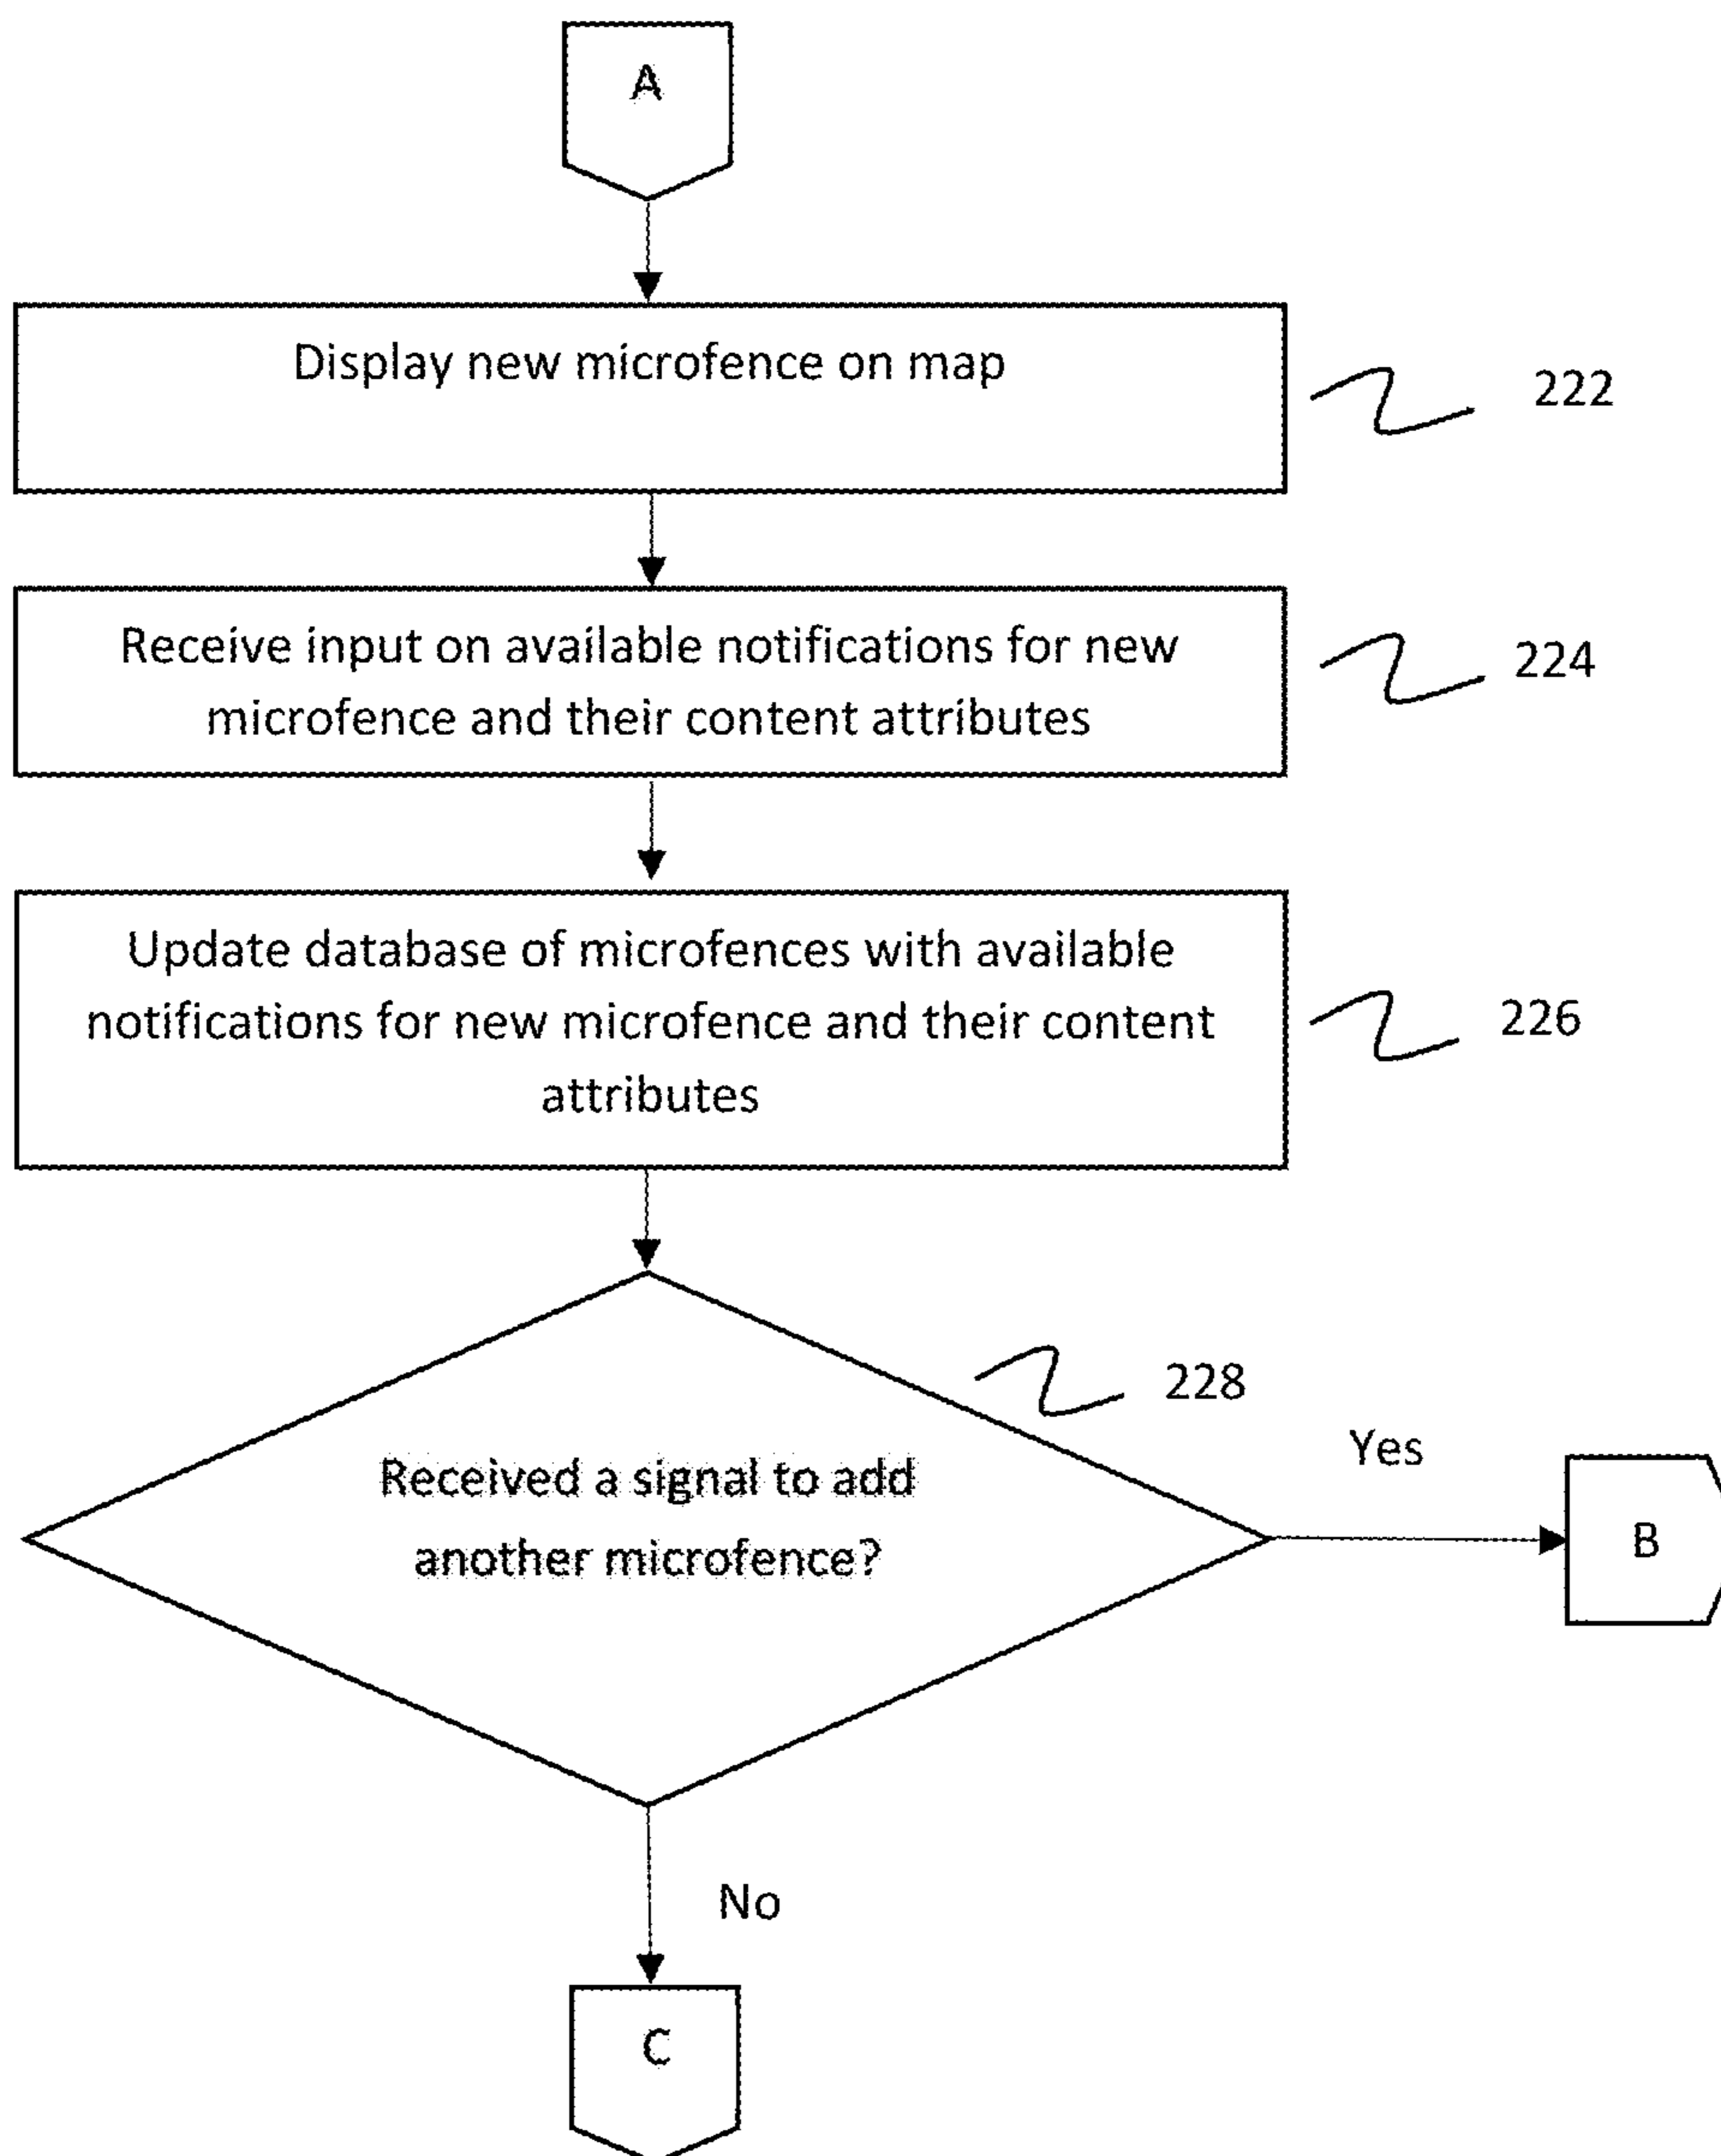 A
Display new microfence on map
222
Receive input on available notifications for new
microfence and their content attributes
224
Update database of microfences with available
notifications for new microfence and their content
attributes
226
228
Received a signal to add
another microfence?
Yes
B
No
C